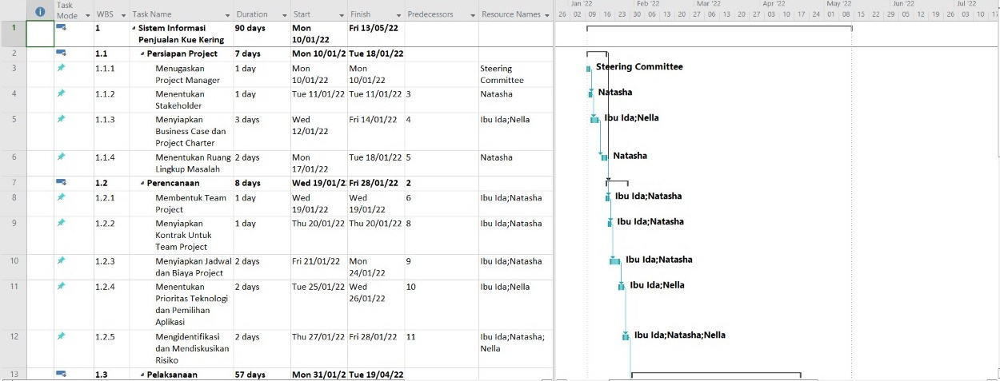 Task Mode WBS Task Name Duration Start Finish Predecessors Resource Names
Jan '22 Feb '22 Mar '22 Apr '22 May '22 Jun '22 Jul '22
26 02 09 16 23 30 06 13 20 27 06 13 20 27 03 10 17 24 01 08 15 22 29 05 12 19 26 03 10 17
1 1 Sistem Informasi Penjualan Kue Kering 90 days Mon 10/01/22 Fri 13/05/22
2 1.1 Persiapan Project 7 days Mon 10/01/2 Tue 18/01/22
3 1.1.1 Menugaskan Project Manager 1 day Mon 10/01/22 Mon 10/01/22 Steering Committee
Steering Committee
4 1.1.2 Menentukan Stakeholder 1 day Tue 11/01/22 Tue 11/01/22 3 Natasha
Natasha
5 1.1.3 Menyiapkan Business Case dan Project Charter 3 days Wed 12/01/22 Fri 14/01/22 4 Ibu Ida;Nella
Ibu Ida;Nella
6 1.1.4 Menentukan Ruang Lingkup Masalah 2 days Mon 17/01/22 Tue 18/01/22 5 Natasha
Natasha
7 1.2 Perencanaan 8 days Wed 19/01/2 Fri 28/01/22 2
8 1.2.1 Membentuk Team Project 1 day Wed 19/01/22 Wed 19/01/22 6 Ibu Ida;Natasha
Ibu Ida;Natasha
9 1.2.2 Menyiapkan Kontrak Untuk Team Project 1 day Thu 20/01/22 Thu 20/01/22 8 Ibu Ida;Natasha
Ibu Ida;Natasha
10 1.2.3 Menyiapkan Jadwal dan Biaya Project 2 days Fri 21/01/22 Mon 24/01/22 9 Ibu Ida;Natasha
Ibu Ida;Natasha
11 1.2.4 Menentukan Prioritas Teknologi dan Pemilihan Aplikasi 2 days Tue 25/01/22 Wed 26/01/22 10 Ibu Ida;Nella
Ibu Ida;Nella
12 1.2.5 Mengidentifikasi dan Mendiskusikan Risiko 2 days Thu 27/01/22 Fri 28/01/22 11 Ibu Ida;Natasha;Nella
Ibu Ida;Natasha;Nella
13 1.3 Pelaksanaan 57 days Mon 31/01/2 Tue 19/04/22